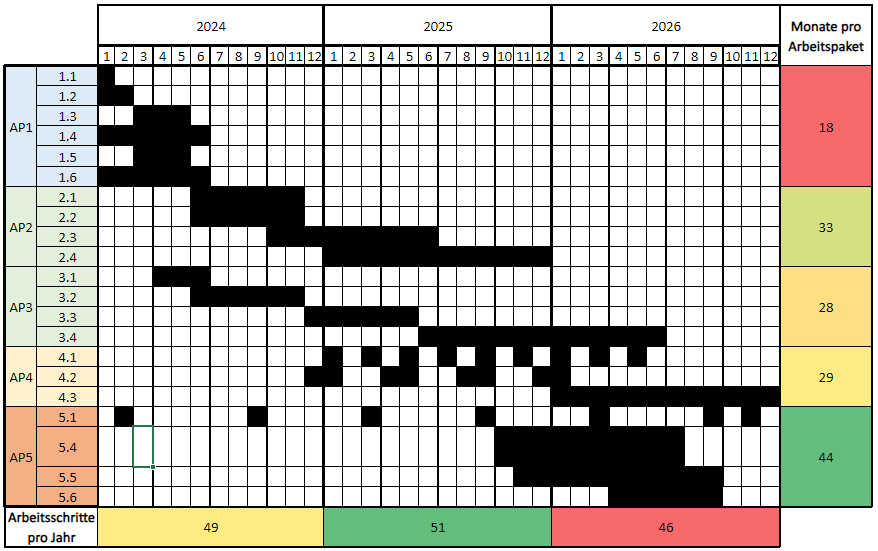 2024 2025 2026 Monate pro
Arbeitspaket
1 2 3 4 5 6 7 8 9 10 11 12 1 2 3 4 5 6 7 8 9 10 11 12 1 2 3 4 5 6 7 8 9 10 11 12
AP1
1.1
1.2
1.3
1.4
1.5
1.6
18
AP2
2.1
2.2
2.3
2.4
33
AP3
3.1
3.2
3.3
3.4
28
AP4
4.1
4.2
4.3
29
AP5
5.1
5.4
5.5
5.6
44
Arbeitsschritte
pro Jahr
49 51 46